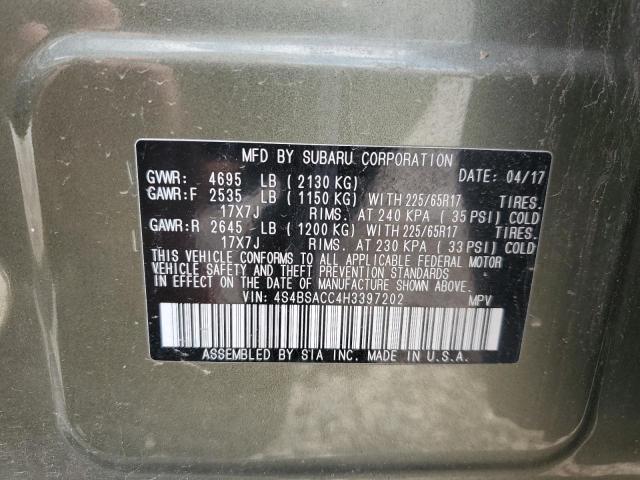 MFD BY SUBARU CORPORATION DATE: 04/17
GVWR: 4695 LB ( 2130 KG)
GAWR:F 2535 LB ( 1150 KG) WITH 225/65R17 TIRES.
17X7J RIMS. AT 240 KPA ( 35 PSI) COLD
GAWR:R 2645 LB ( 1200 KG) WITH 225/65R17 TIRES.
17X7J RIMS. AT 230 KPA ( 33 PSI) COLD
THIS VEHICLE CONFORMS TO ALL APPLICABLE FEDERAL MOTOR
VEHICLE SAFETY AND THEFT PREVENTION STANDARDS
IN EFFECT ON THE DATE OF MANUFACTURE SHOWN ABOVE.
VIN: 4S4BSACC4H3397202 MPV
ASSEMBLED BY SIA INC. MADE IN U.S.A.